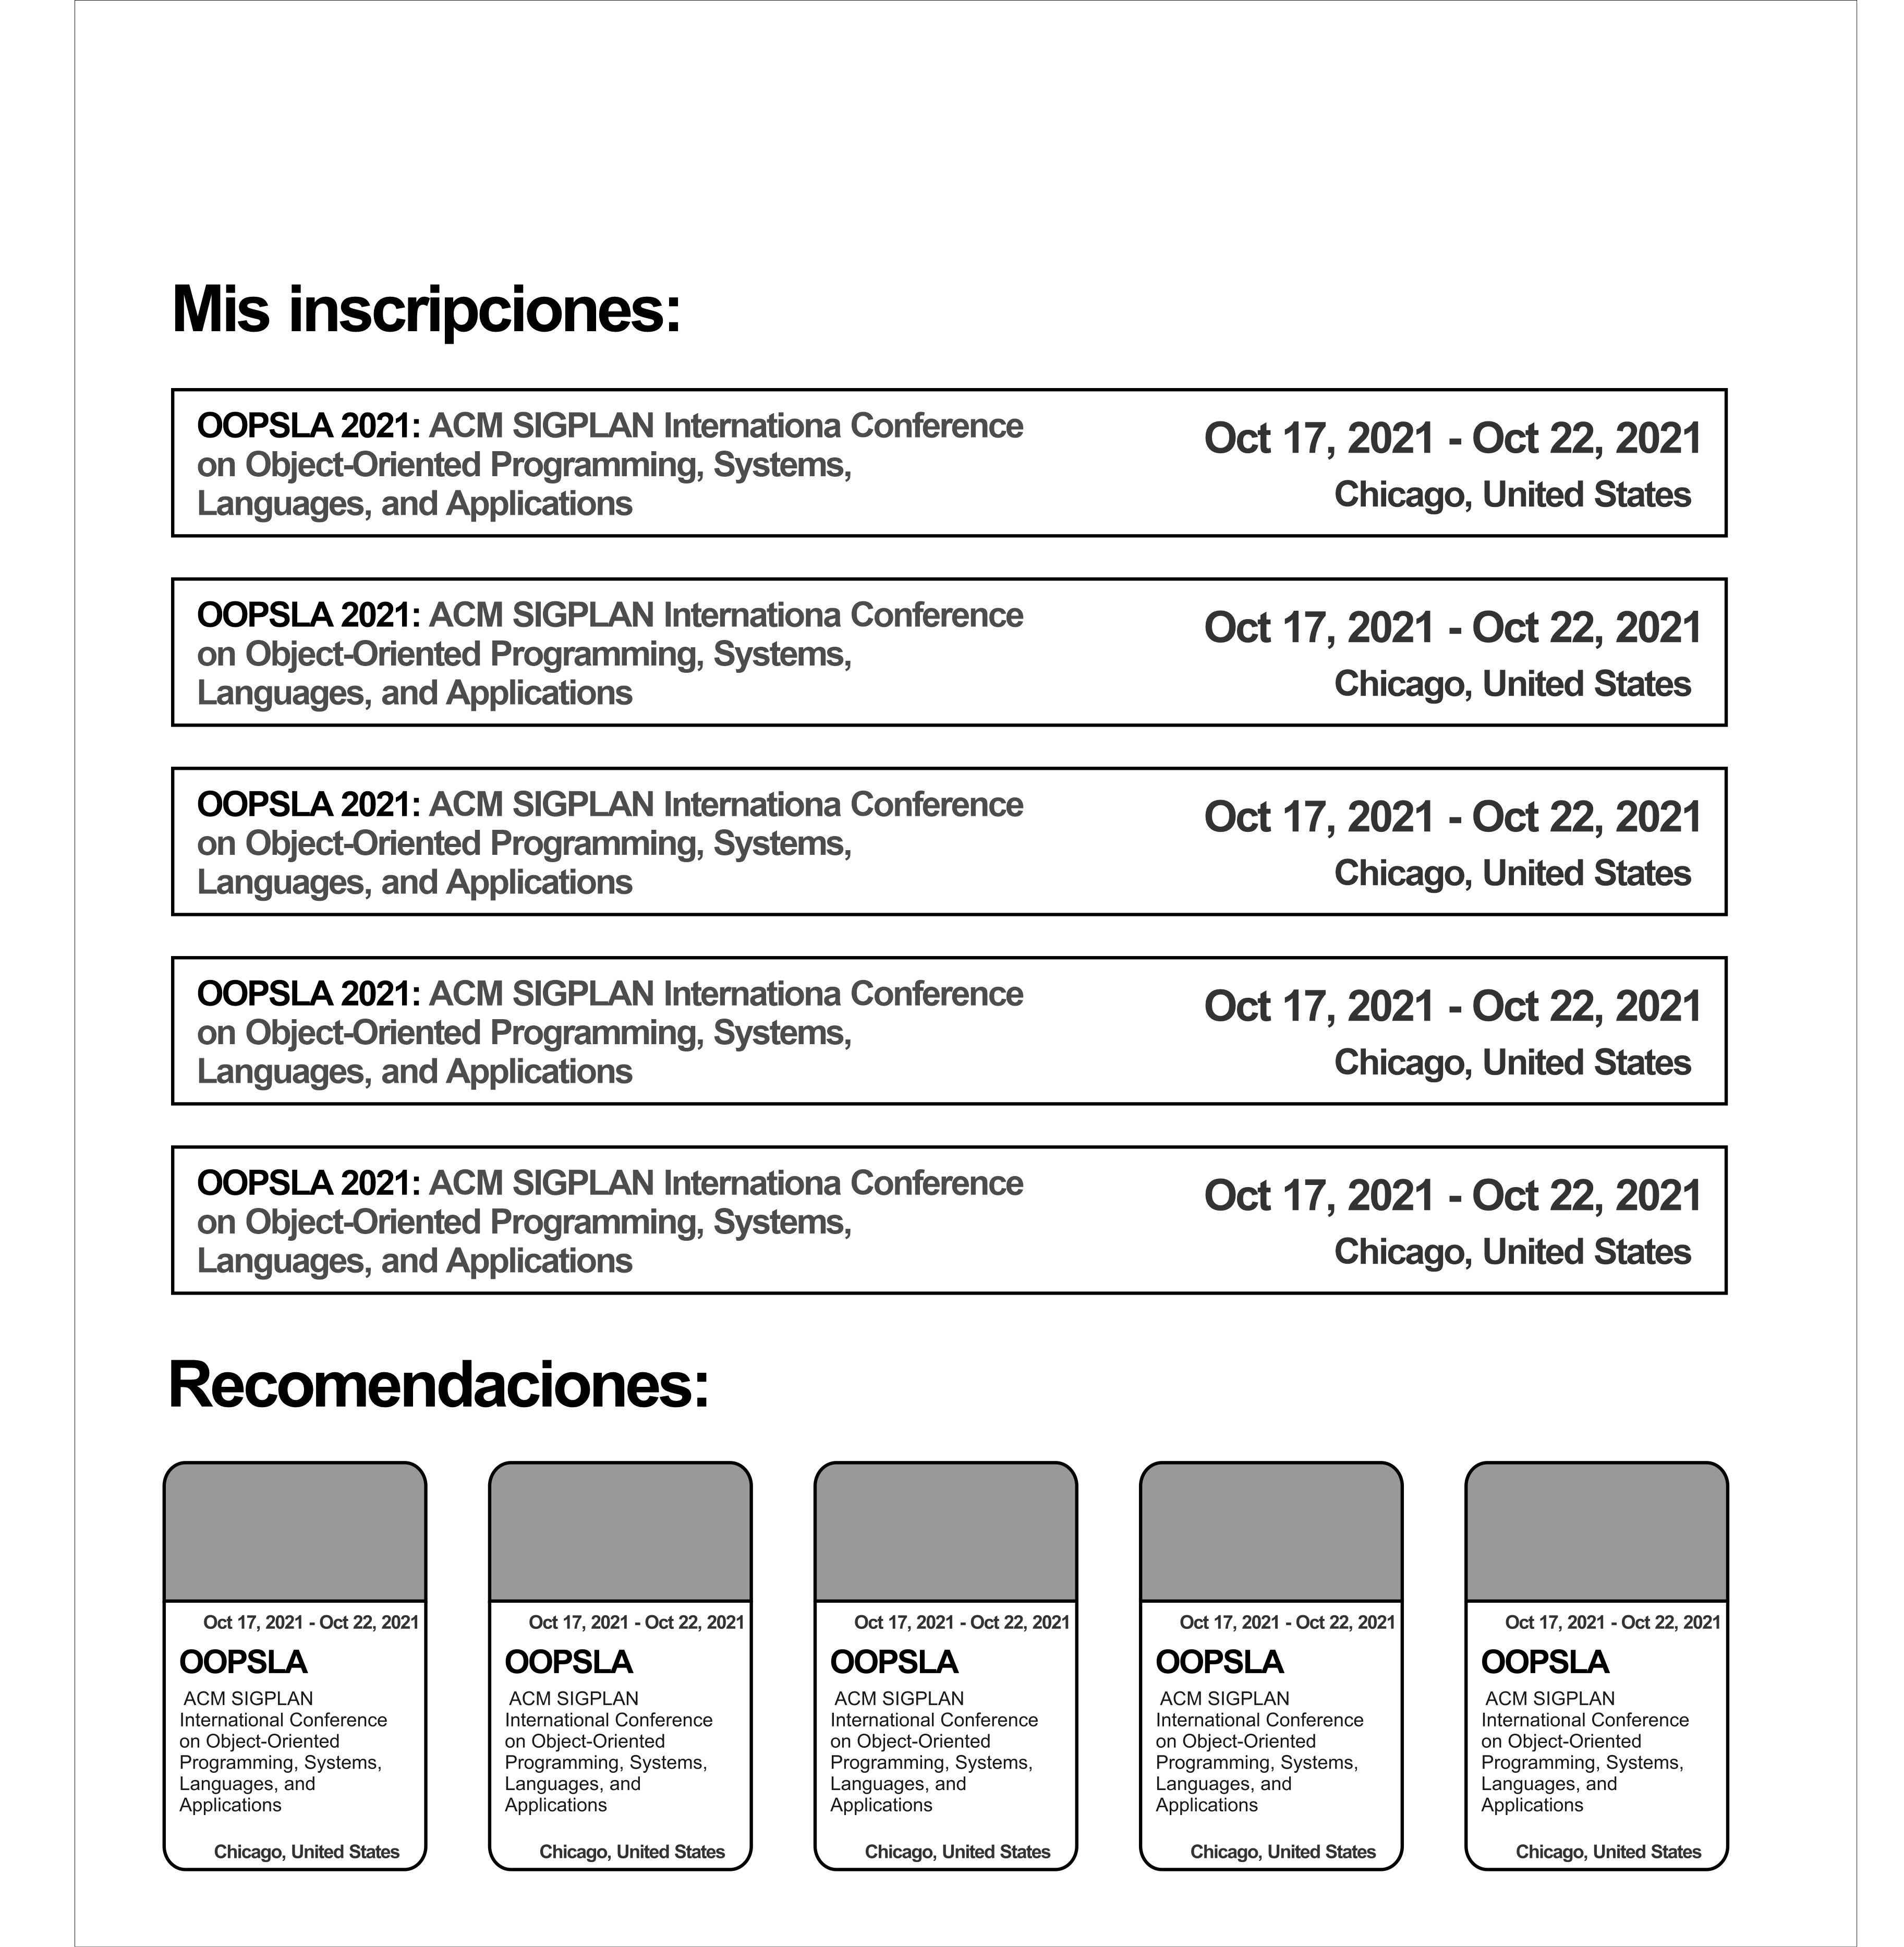 Mis inscripciones:
OOPSLA 2021: ACM SIGPLAN Internationa Conference
on Object-Oriented Programming, Systems,
Languages, and Applications
Oct 17, 2021 - Oct 22, 2021
Chicago, United States
OOPSLA 2021: ACM SIGPLAN Internationa Conference
on Object-Oriented Programming, Systems,
Languages, and Applications
Oct 17, 2021 - Oct 22, 2021
Chicago, United States
OOPSLA 2021: ACM SIGPLAN Internationa Conference
on Object-Oriented Programming, Systems,
Languages, and Applications
Oct 17, 2021 - Oct 22, 2021
Chicago, United States
OOPSLA 2021: ACM SIGPLAN Internationa Conference
on Object-Oriented Programming, Systems,
Languages, and Applications
Oct 17, 2021 - Oct 22, 2021
Chicago, United States
OOPSLA 2021: ACM SIGPLAN Internationa Conference
on Object-Oriented Programming, Systems,
Languages, and Applications
Oct 17, 2021 - Oct 22, 2021
Chicago, United States
Recomendaciones:
Oct 17, 2021 - Oct 22, 2021
OOPSLA
ACM SIGPLAN
International Conference
on Object-Oriented
Programming, Systems,
Languages, and
Applications
Chicago, United States
Oct 17, 2021 - Oct 22, 2021
OOPSLA
ACM SIGPLAN
International Conference
on Object-Oriented
Programming, Systems,
Languages, and
Applications
Chicago, United States
Oct 17, 2021 - Oct 22, 2021
OOPSLA
ACM SIGPLAN
International Conference
on Object-Oriented
Programming, Systems,
Languages, and
Applications
Chicago, United States
Oct 17, 2021 - Oct 22, 2021
OOPSLA
ACM SIGPLAN
International Conference
on Object-Oriented
Programming, Systems,
Languages, and
Applications
Chicago, United States
Oct 17, 2021 - Oct 22, 2021
OOPSLA
ACM SIGPLAN
International Conference
on Object-Oriented
Programming, Systems,
Languages, and
Applications
Chicago, United States